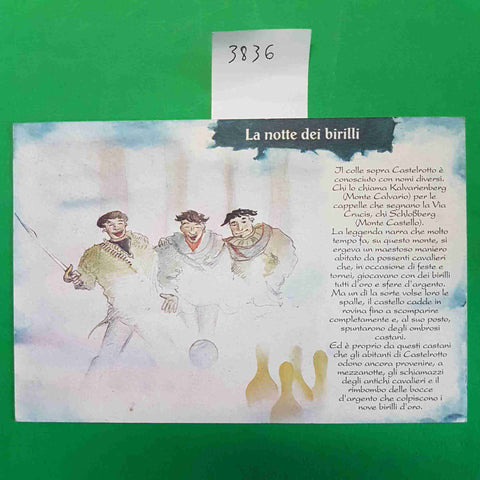 3836
La notte dei birilli
Il colle sopra Castelrotto è
conosciuto con nomi diversi.
Chi lo chiama Kalvarienberg
(Monte Calvario) per le
cappelle che segnano la Via
Crucis, chi Schloßberg
(Monte Castello).
La leggenda narra che molto
tempo fa, su questo monte, si
ergeva un maestoso maniero
abitato da possenti cavalieri
che, in occasione di feste e
tornei, giocavano con dei birilli
tutti d'oro e sfere d'argento.
Ma un dì la sorte volse loro le
spalle, il castello cadde in
rovina fino a scomparire
completamente e, al suo posto,
spuntarono degli ombrosi
castani.
Ed è proprio da questi castani
che gli abitanti di Castelrotto
odono ancora provenire, a
mezzanotte, gli schiamazzi
degli antichi cavalieri e il
rimbombo delle bocce
d'argento che colpiscono i
nove birilli d'oro.